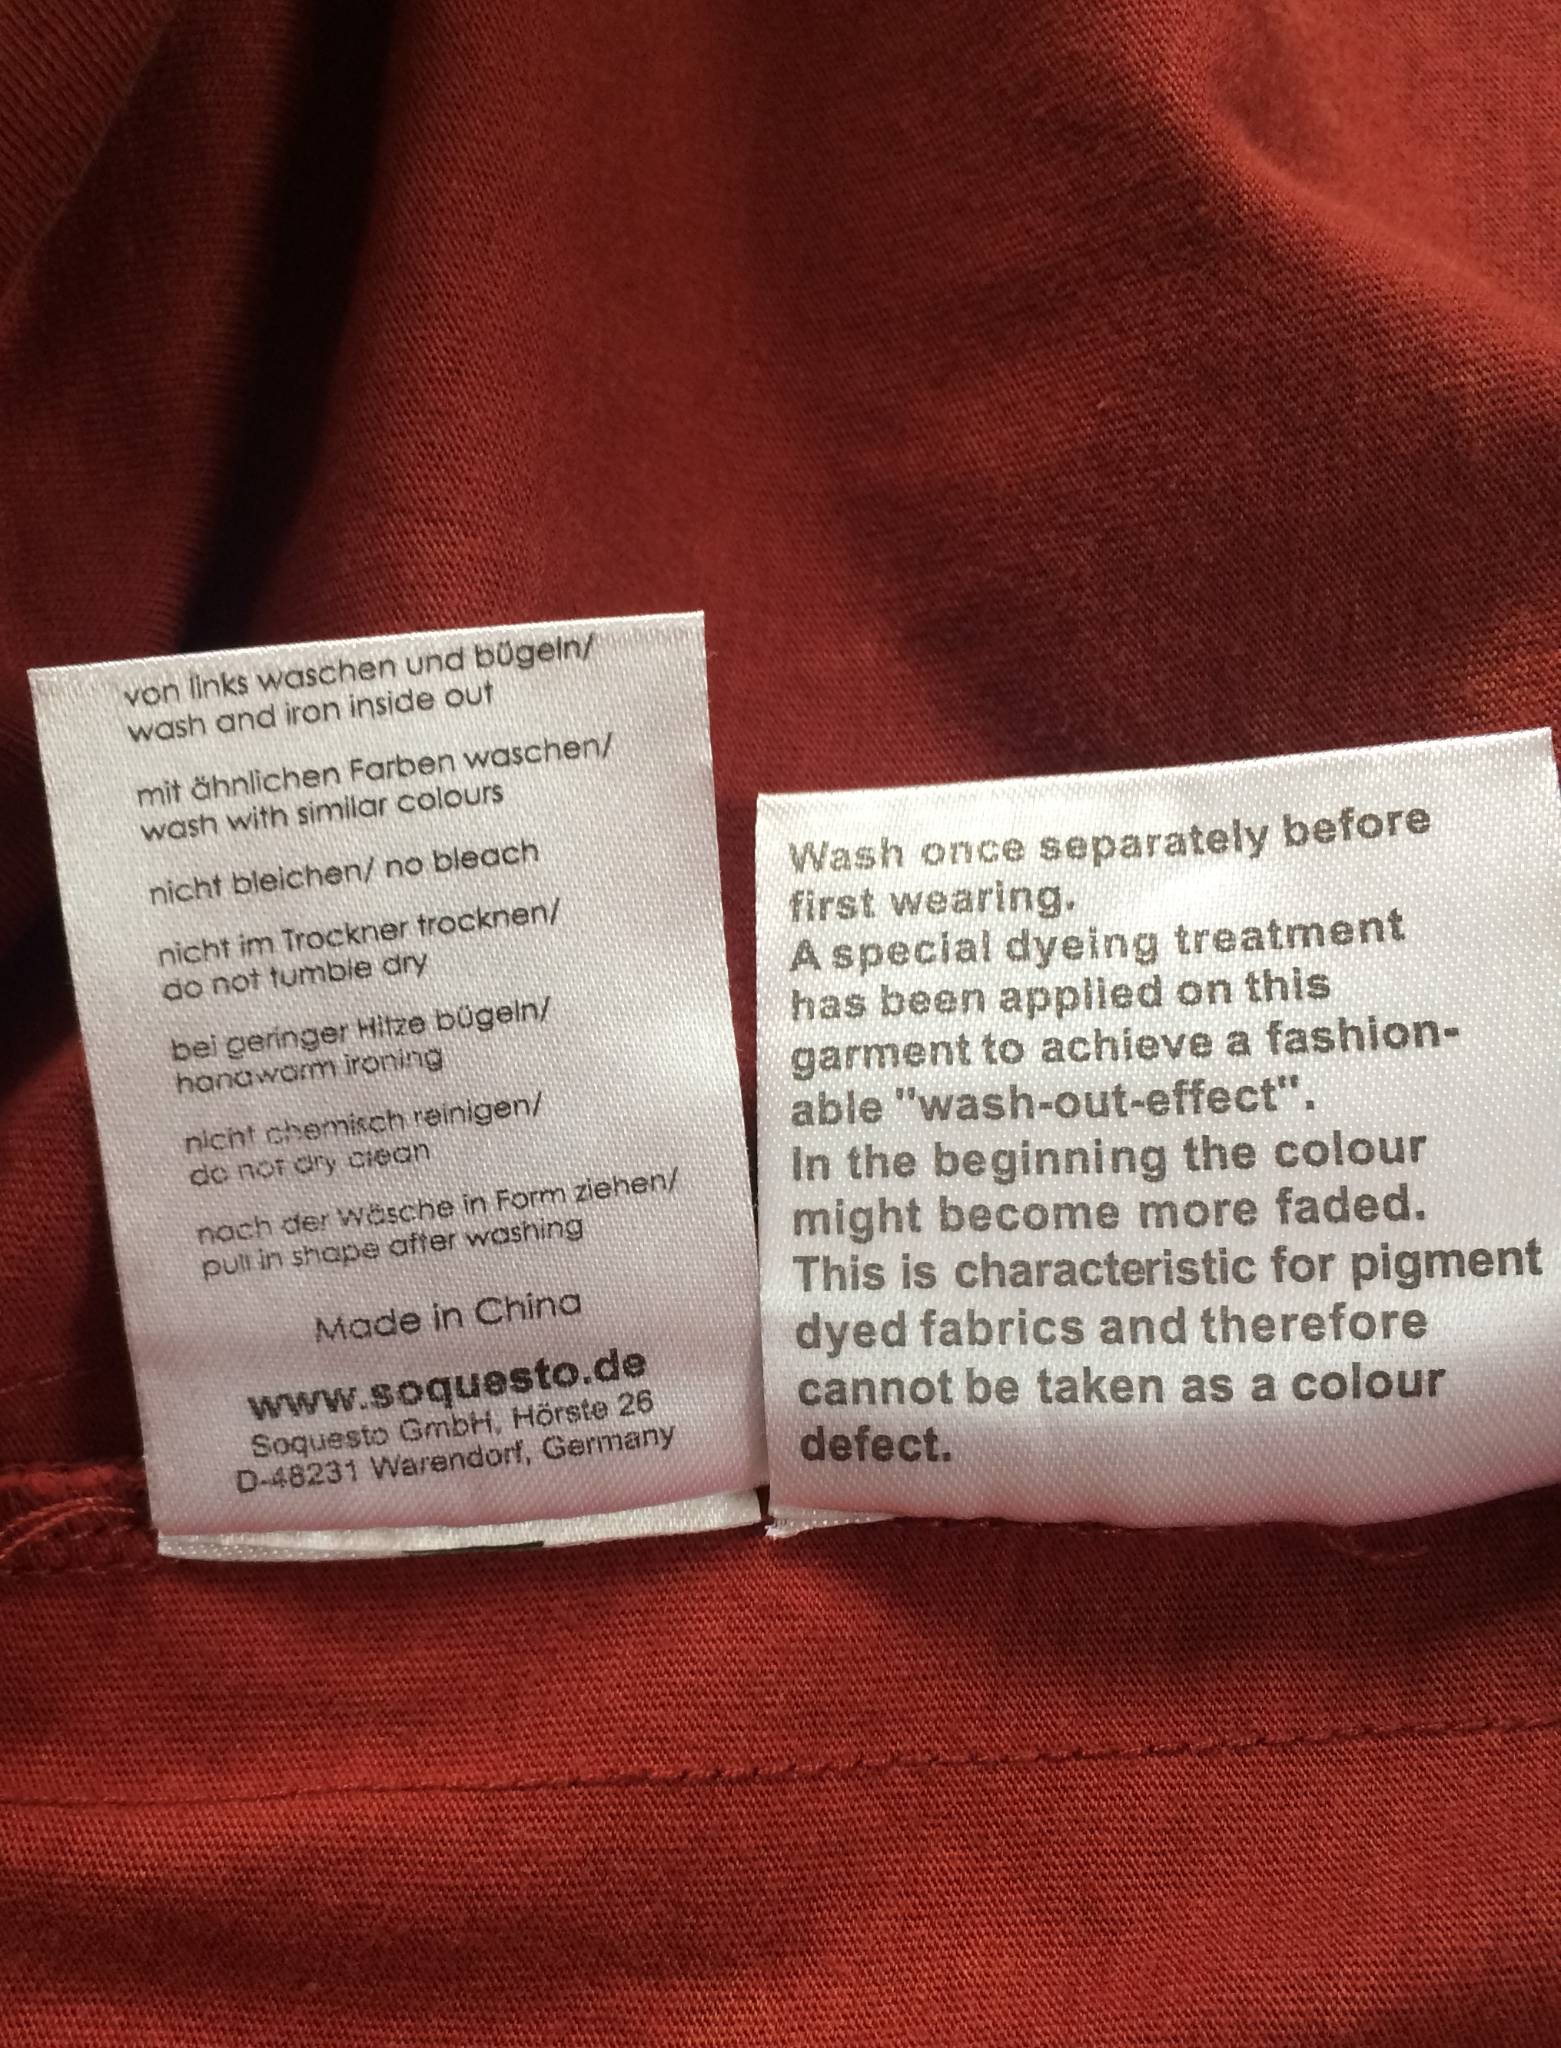 von links waschen und bügeln/
wash and iron inside out
mit ähnlichen Farben waschen/
wash with similar colours
nicht bleichen/ no bleach
nicht im Trockner trocknen/
do not tumble dry
bei geringer Hitze bügeln/
handwarm ironing
nicht chemisch reinigen/
do not dry clean
nach der Wäsche in Form ziehen/
pull in shape after washing
Made in China
www.soquesto.de
Soquesto GmbH, Hörste 26
D-48231 Warendorf, Germany
Wash once separately before
first wearing.
A special dyeing treatment
has been applied on this
garment to achieve a fashion-
able "wash-out-effect".
In the beginning the colour
might become more faded.
This is characteristic for pigment
dyed fabrics and therefore
cannot be taken as a colour
defect.